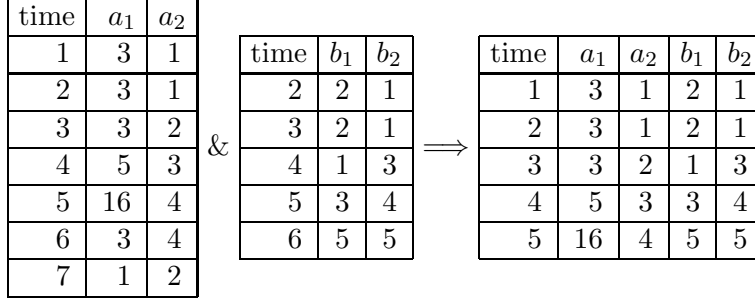 time a₁ a₂
1 3 1
2 3 1
3 3 2
4 5 3
5 16 4
6 3 4
7 1 2
&
time b₁ b₂
2 2 1
3 2 1
4 1 3
5 3 4
6 5 5
⟹
time a₁ a₂ b₁ b₂
1 3 1 2 1
2 3 1 2 1
3 3 2 1 3
4 5 3 3 4
5 16 4 5 5